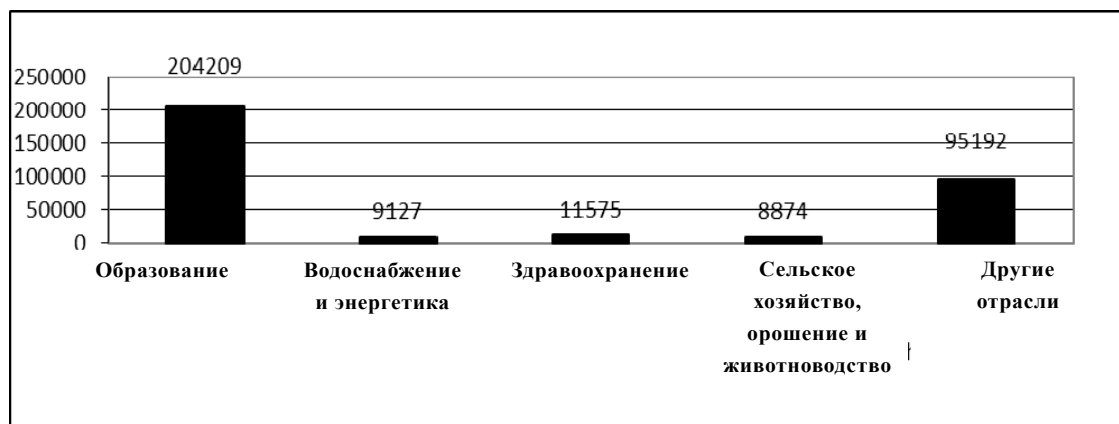 204209
250000
200000
150000
100000
50000
0
9127
11575
8874
95192
Образование
Водоснабжение
и энергетика
Здравоохранение
Сельское
хозяйство,
орошение и
животноводство
Другие
отрасли